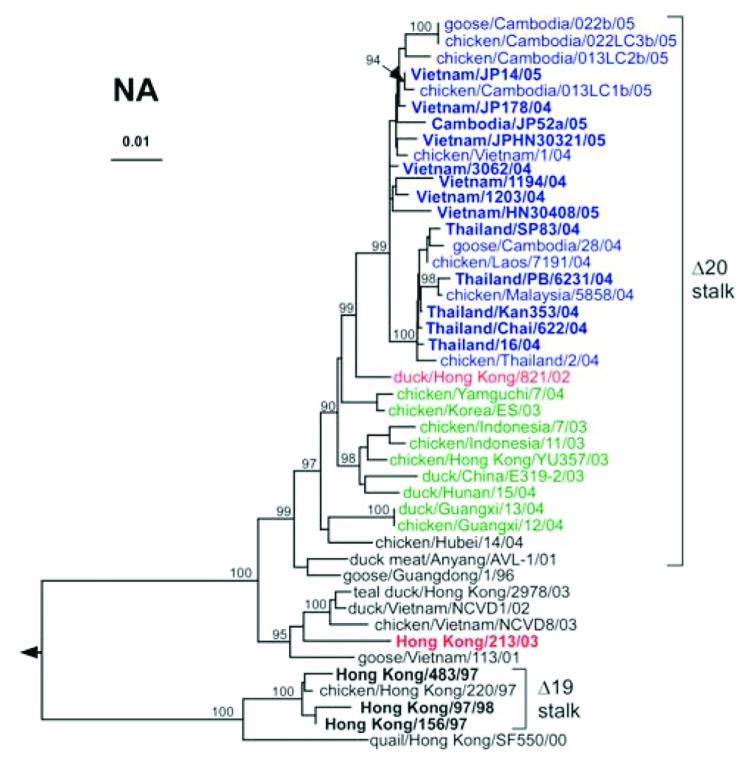 goose/Cambodia/022b/05
100
chicken/Cambodia/022LC3b/05
chicken/Cambodia/013LC2b/05
94
Vietnam/JP14/05
NA
chicken/Cambodia/013LC1b/05
Vietnam/JP178/04
Cambodia/JP52a/05
0.01
Vietnam/JPHN30321/05
chicken/Vietnam/1/04
Vietnam/3062/04
Vietnam/1194/04
Vietnam/1203/04
Vietnam/HN30408/05
Thailand/SP83/04
99
goose/Cambodia/28/04
chicken/Laos/7191/04
Δ20
stalk
98
Thailand/PB/6231/04
chicken/Malaysia/5858/04
99
Thailand/Kan353/04
Thailand/Chai/622/04
100
Thailand/16/04
chicken/Thailand/2/04
duck/Hong Kong/821/02
chicken/Yamguchi/7/04
90
chicken/Korea/ES/03
chicken/Indonesia/7/03
chicken/Indonesia/11/03
97
98
chicken/Hong Kong/YU357/03
duck/China/E319-2/03
duck/Hunan/15/04
99
100
duck/Guangxi/13/04
chicken/Guangxi/12/04
chicken/Hubei/14/04
duck meat/Anyang/AVL-1/01
100
goose/Guangdong/1/96
teal duck/Hong Kong/2978/03
100
duck/Vietnam/NCVD1/02
chicken/Vietnam/NCVD8/03
95
Hong Kong/213/03
goose/Vietnam/113/01
Hong Kong/483/97
100
chicken/Hong Kong/220/97
Δ19
stalk
Hong Kong/97/98
100
Hong Kong/156/97
quail/Hong Kong/SF550/00